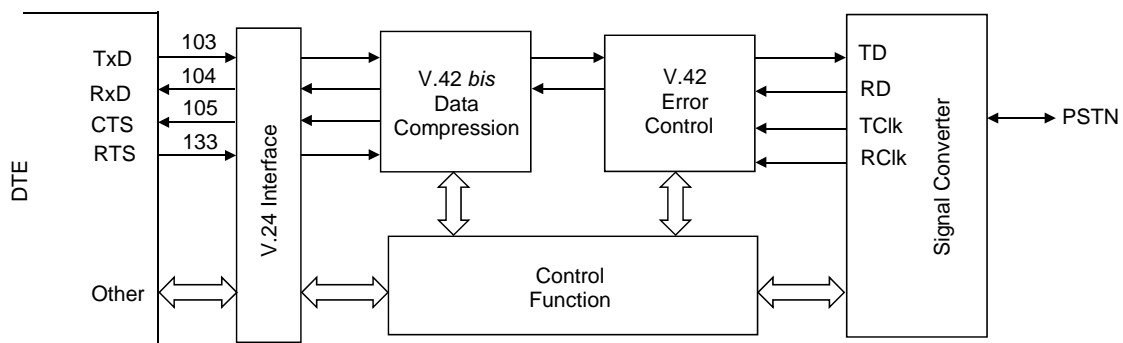 DTE
TxD
RxD
CTS
RTS
Other
103
104
105
133
V.24 Interface
V.42 bis
Data
Compression
V.42
Error
Control
Control
Function
TD
RD
TClk
RClk
Signal Converter
PSTN